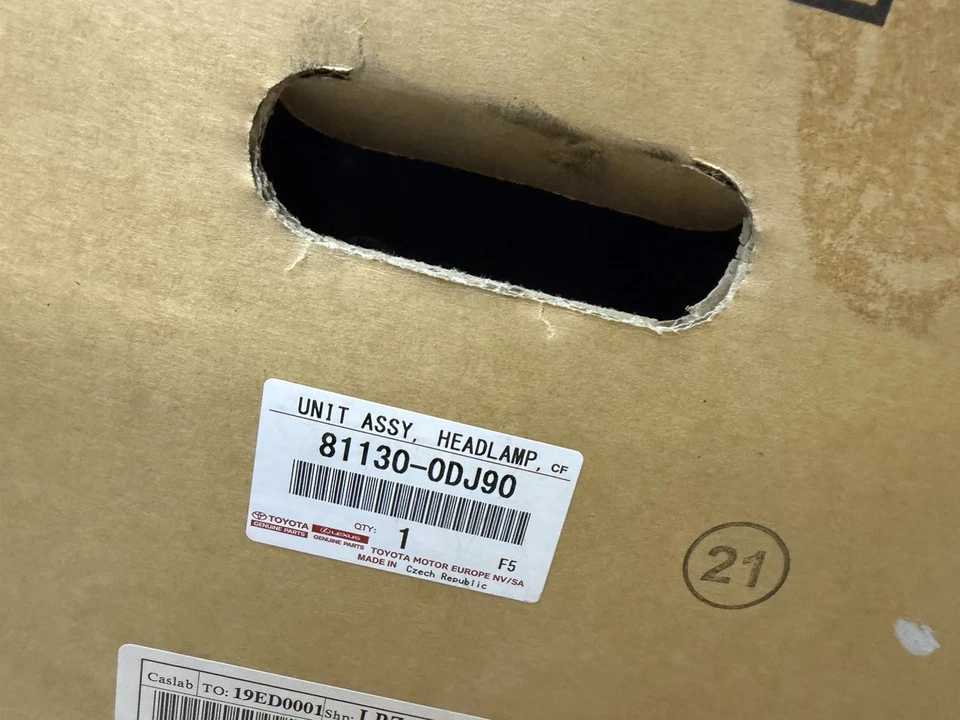 UNIT ASSY, HEADLAMP, CF
81130-0DJ90
TOYOTA
GENUINE PARTS
LEXUS
GENUINE PARTS
QTY: 1
F5
TOYOTA MOTOR EUROPE NV/SA
MADE IN Czech Republic
21
Caslab TO: 19ED0001 Shp: